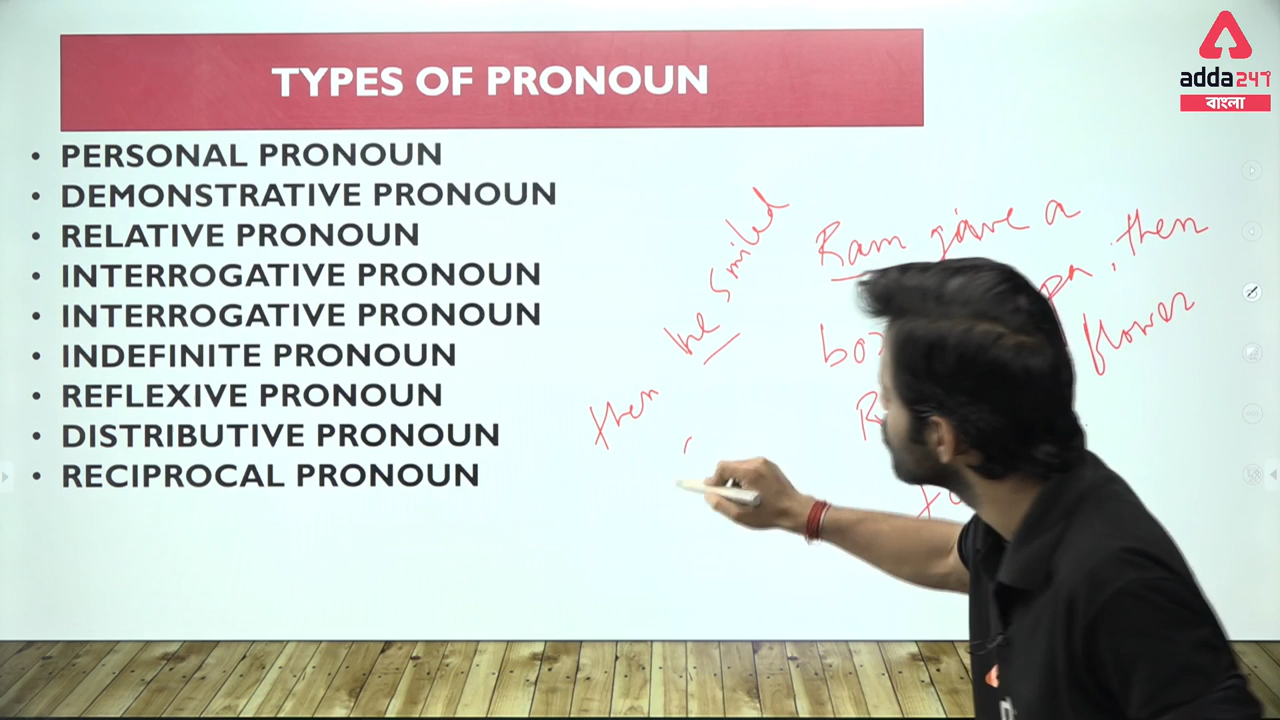 TYPES OF PRONOUN
adda247
বাংলা
• PERSONAL PRONOUN
• DEMONSTRATIVE PRONOUN
• RELATIVE PRONOUN
• INTERROGATIVE PRONOUN
• INTERROGATIVE PRONOUN
• INDEFINITE PRONOUN
• REFLEXIVE PRONOUN
• DISTRIBUTIVE PRONOUN
• RECIPROCAL PRONOUN
Ram gave a
then
flower
then he smiled